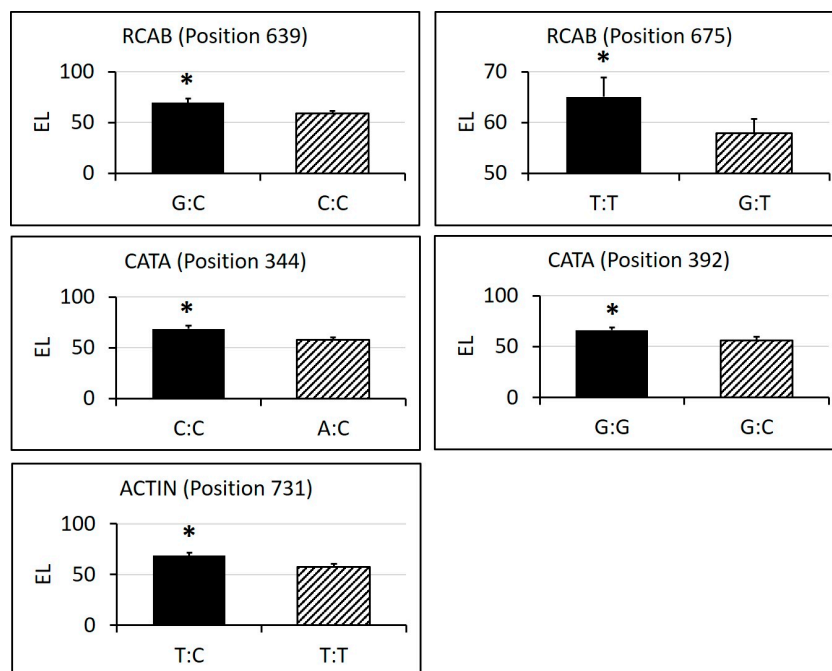 RCAB (Position 639)
100
*
EL
50
0
G:C C:C
RCAB (Position 675)
70
*
EL
60
50
T:T G:T
CATA (Position 344)
100
*
EL
50
0
C:C A:C
CATA (Position 392)
100
*
EL
50
0
G:G G:C
ACTIN (Position 731)
100
*
EL
50
0
T:C T:T